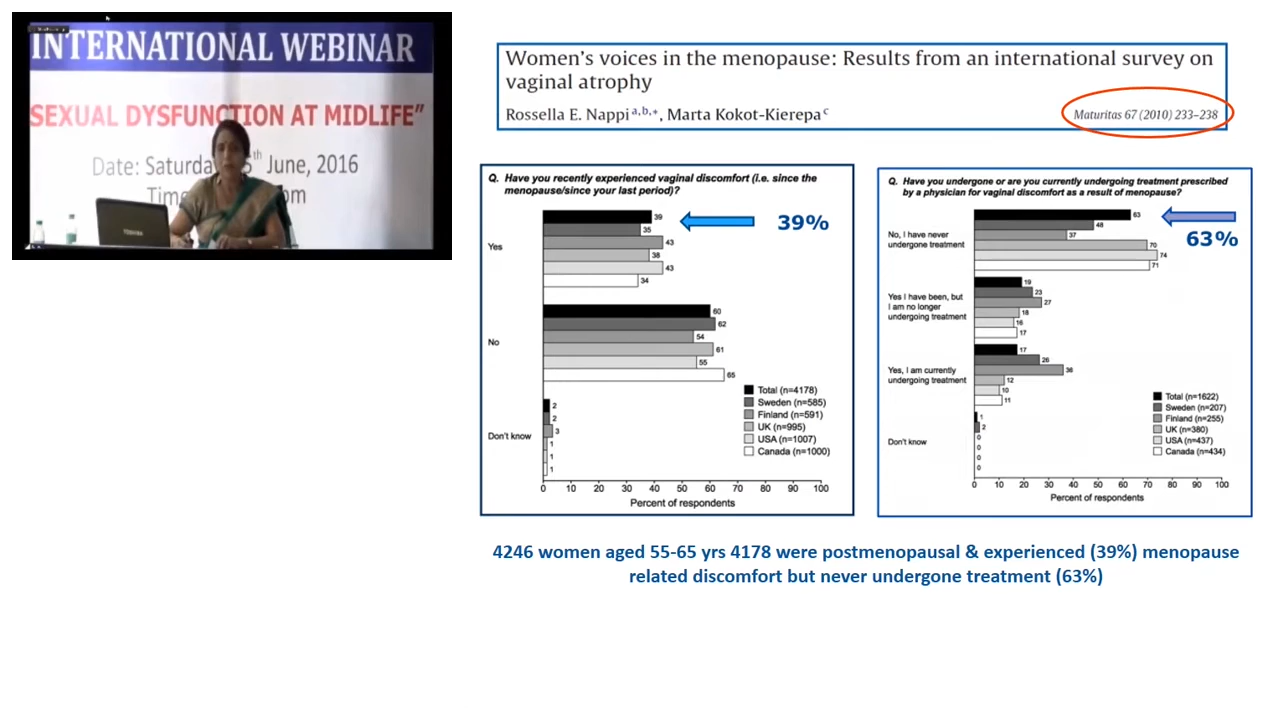 INTERNATIONAL WEBINAR
SEXUAL DYSFUNCTION AT MIDLIFE”
Date: Saturda 5th June, 2016
Tim pm
TOSHIBA
Women’s voices in the menopause: Results from an international survey on
vaginal atrophy
Rossella E. Nappi a,b,*, Marta Kokot-Kierepa c
Maturitas 67 (2010) 233–238
Q. Have you recently experienced vaginal discomfort (i.e. since the
menopause/since your last period)?
39%
Yes
39
35
43
38
43
34
No
60
62
54
61
55
65
Don't know
2
2
3
1
1
1
Total (n=4178)
Sweden (n=585)
Finland (n=591)
UK (n=995)
USA (n=1007)
Canada (n=1000)
0 10 20 30 40 50 60 70 80 90 100
Percent of respondents
Q. Have you undergone or are you currently undergoing treatment prescribed
by a physician for vaginal discomfort as a result of menopause?
63%
No, I have never
undergone treatment
63
48
37
70
74
71
Yes I have been, but
I am no longer
undergoing treatment
19
23
27
18
16
17
Yes, I am currently
undergoing treatment
17
26
36
12
10
11
Don't know
1
2
0
0
0
0
Total (n=1622)
Sweden (n=207)
Finland (n=255)
UK (n=380)
USA (n=437)
Canada (n=434)
0 10 20 30 40 50 60 70 80 90 100
Percent of respondents
4246 women aged 55-65 yrs 4178 were postmenopausal & experienced (39%) menopause
related discomfort but never undergone treatment (63%)